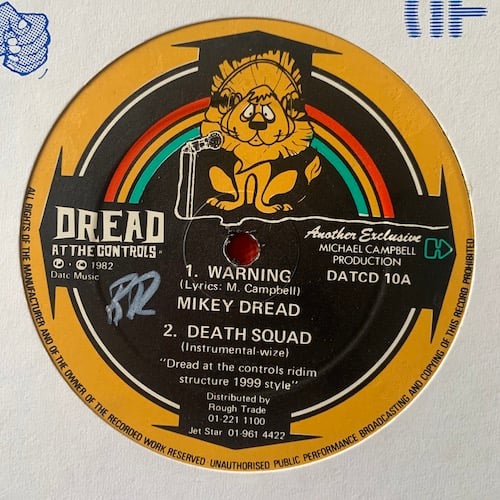 DREAD
AT THE CONTROLS"
℗ • © 1982
Datc Music
Another Exclusive
MICHAEL CAMPBELL
PRODUCTION
DATCD 10A
1. WARNING
(Lyrics: M. Campbell)
MIKEY DREAD
2. DEATH SQUAD
(Instrumental-wize)
"Dread at the controls ridim
structure 1999 style"
Distributed by
Rough Trade
01-221 1100
Jet Star 01-961 4422
ALL RIGHTS OF THE MANUFACTURER AND OF THE OWNER OF THE RECORDED WORK RESERVED UNAUTHORISED PUBLIC PERFORMANCE BROADCASTING AND COPYING OF THIS RECORD PROHIBITED